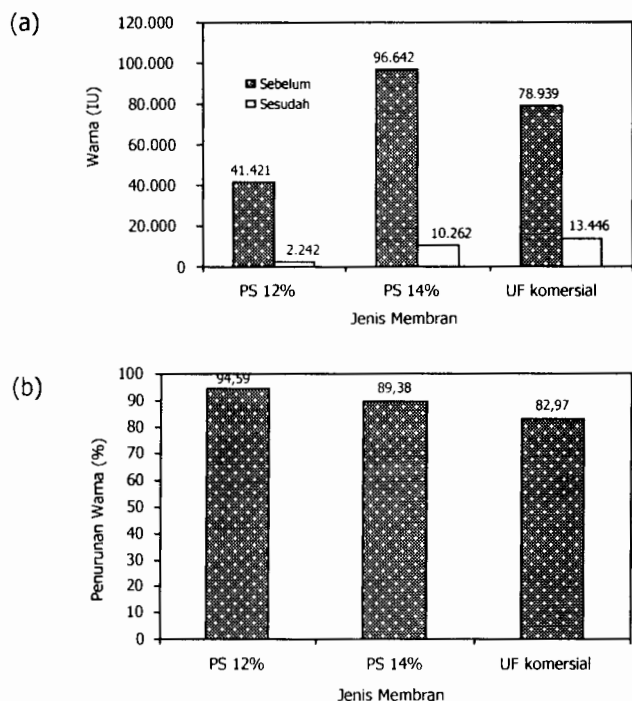 (a)
Warna (IU)
120.000
100.000
80.000
60.000
40.000
20.000
0
Sebelum
Sesudah
41.421
2.242
96.642
10.262
78.939
13.446
PS 12%
PS 14%
UF komersial
Jenis Membran
(b)
Penurunan Warna (%)
100
90
80
70
60
50
40
30
20
10
0
94,59
89,38
82,97
PS 12%
PS 14%
UF komersial
Jenis Membran